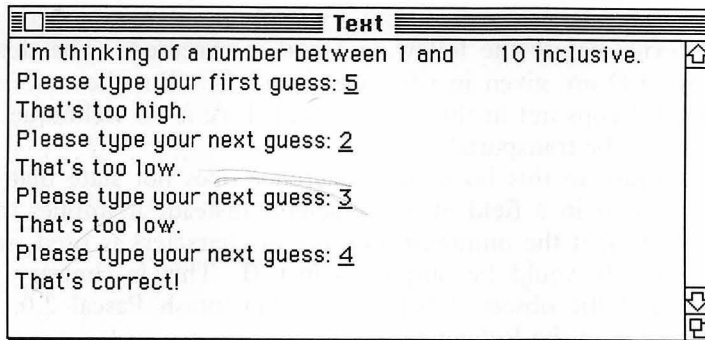 Text
I'm thinking of a number between 1 and 10 inclusive.
Please type your first guess: 5
That's too high.
Please type your next guess: 2
That's too low.
Please type your next guess: 3
That's too low.
Please type your next guess: 4
That's correct!